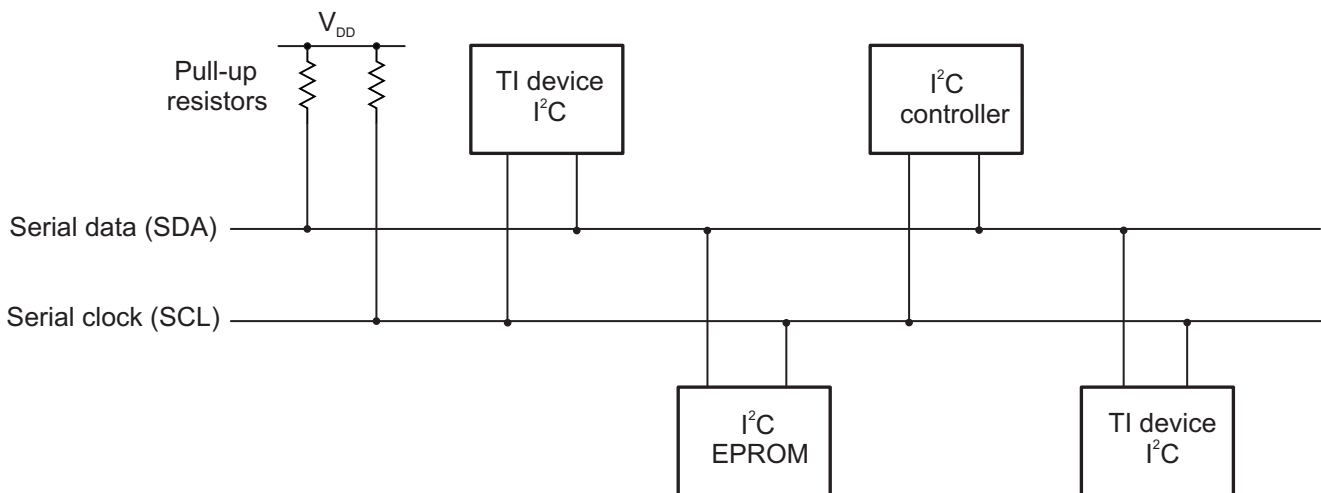 V_DD
Pull-up
resistors
TI device
I²C
I²C
controller
Serial data (SDA)
Serial clock (SCL)
I²C
EPROM
TI device
I²C